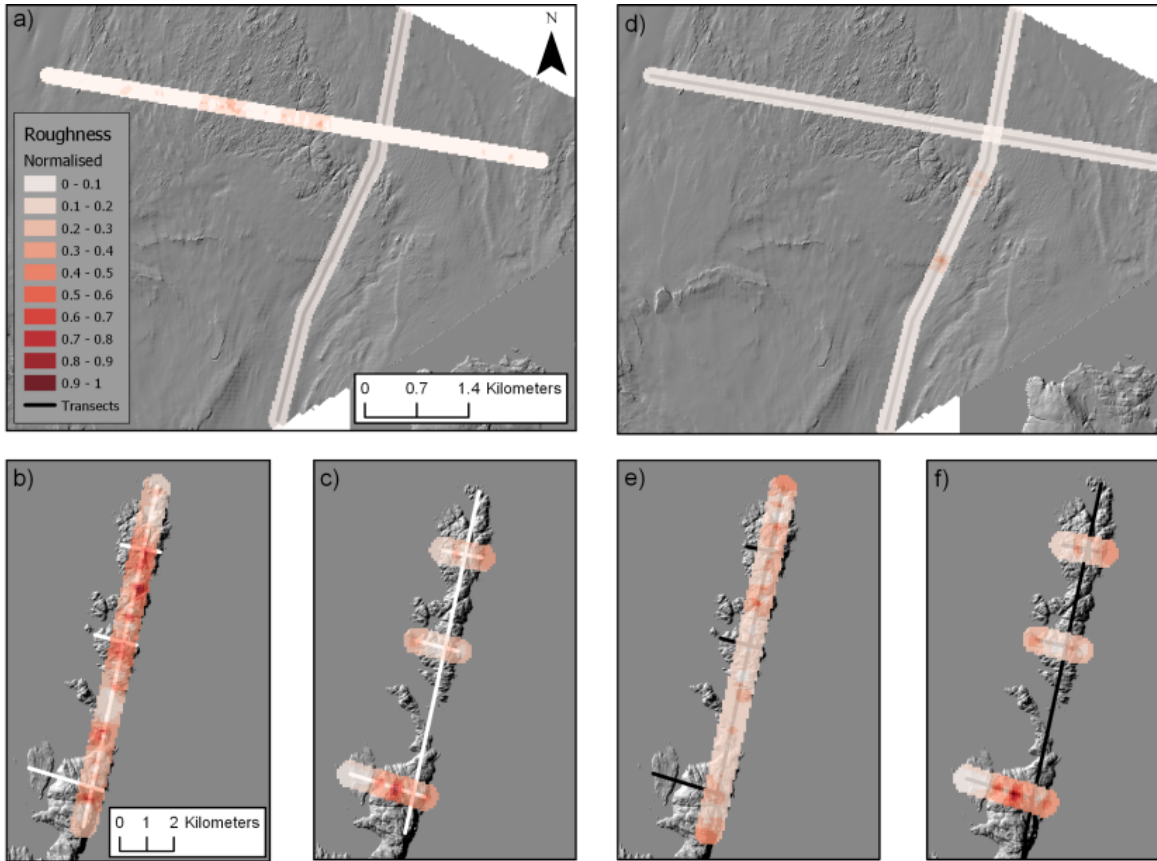 a)
N
d)
Roughness
Normalised
0 - 0.1
0.1 - 0.2
0.2 - 0.3
0.3 - 0.4
0.4 - 0.5
0.5 - 0.6
0.6 - 0.7
0.7 - 0.8
0.8 - 0.9
0.9 - 1
Transects
0 0.7 1.4 Kilometers
b)
c)
e)
f)
0 1 2 Kilometers